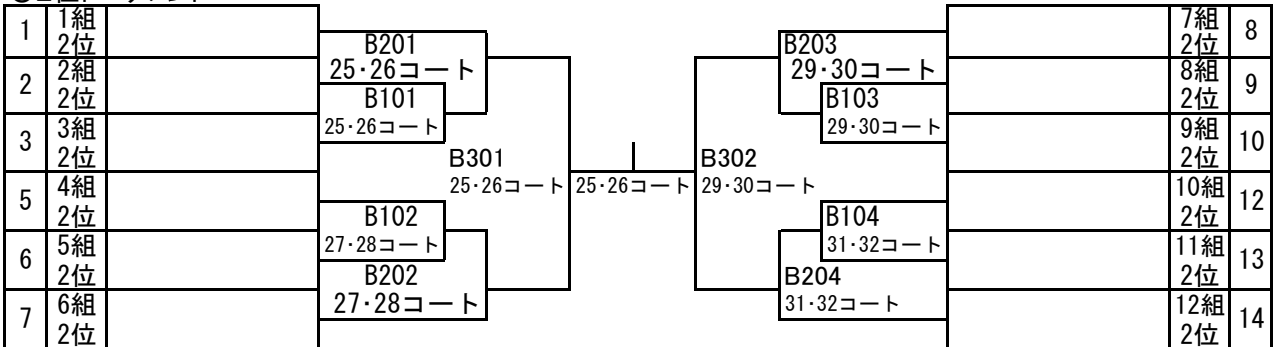 1 1組 2位
2 2組 2位
3 3組 2位
5 4組 2位
6 5組 2位
7 6組 2位
B201
25・26コート
B101
25・26コート
B301
25・26コート
B102
27・28コート
B202
27・28コート
25・26コート
B203
29・30コート
B103
29・30コート
B302
29・30コート
B104
31・32コート
B204
31・32コート
7組 2位 8
8組 2位 9
9組 2位 10
10組 2位 12
11組 2位 13
12組 2位 14